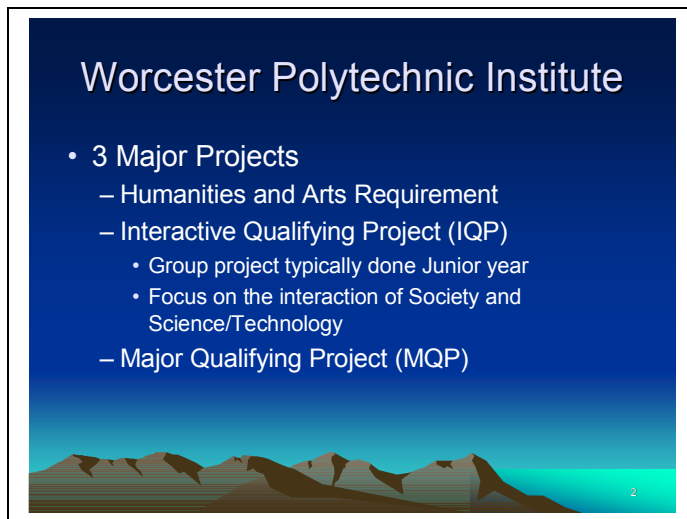 Worcester Polytechnic Institute
• 3 Major Projects
– Humanities and Arts Requirement
– Interactive Qualifying Project (IQP)
• Group project typically done Junior year
• Focus on the interaction of Society and
Science/Technology
– Major Qualifying Project (MQP)
2